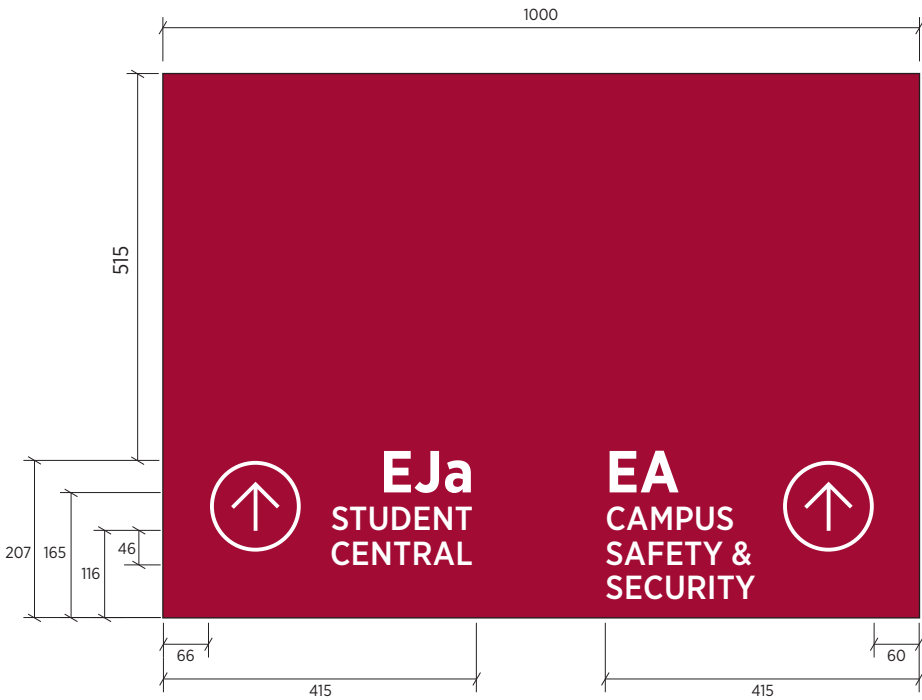 1000
515
EJa
STUDENT
CENTRAL
EA
CAMPUS
SAFETY &
SECURITY
207
165
116
46
66
60
415
415